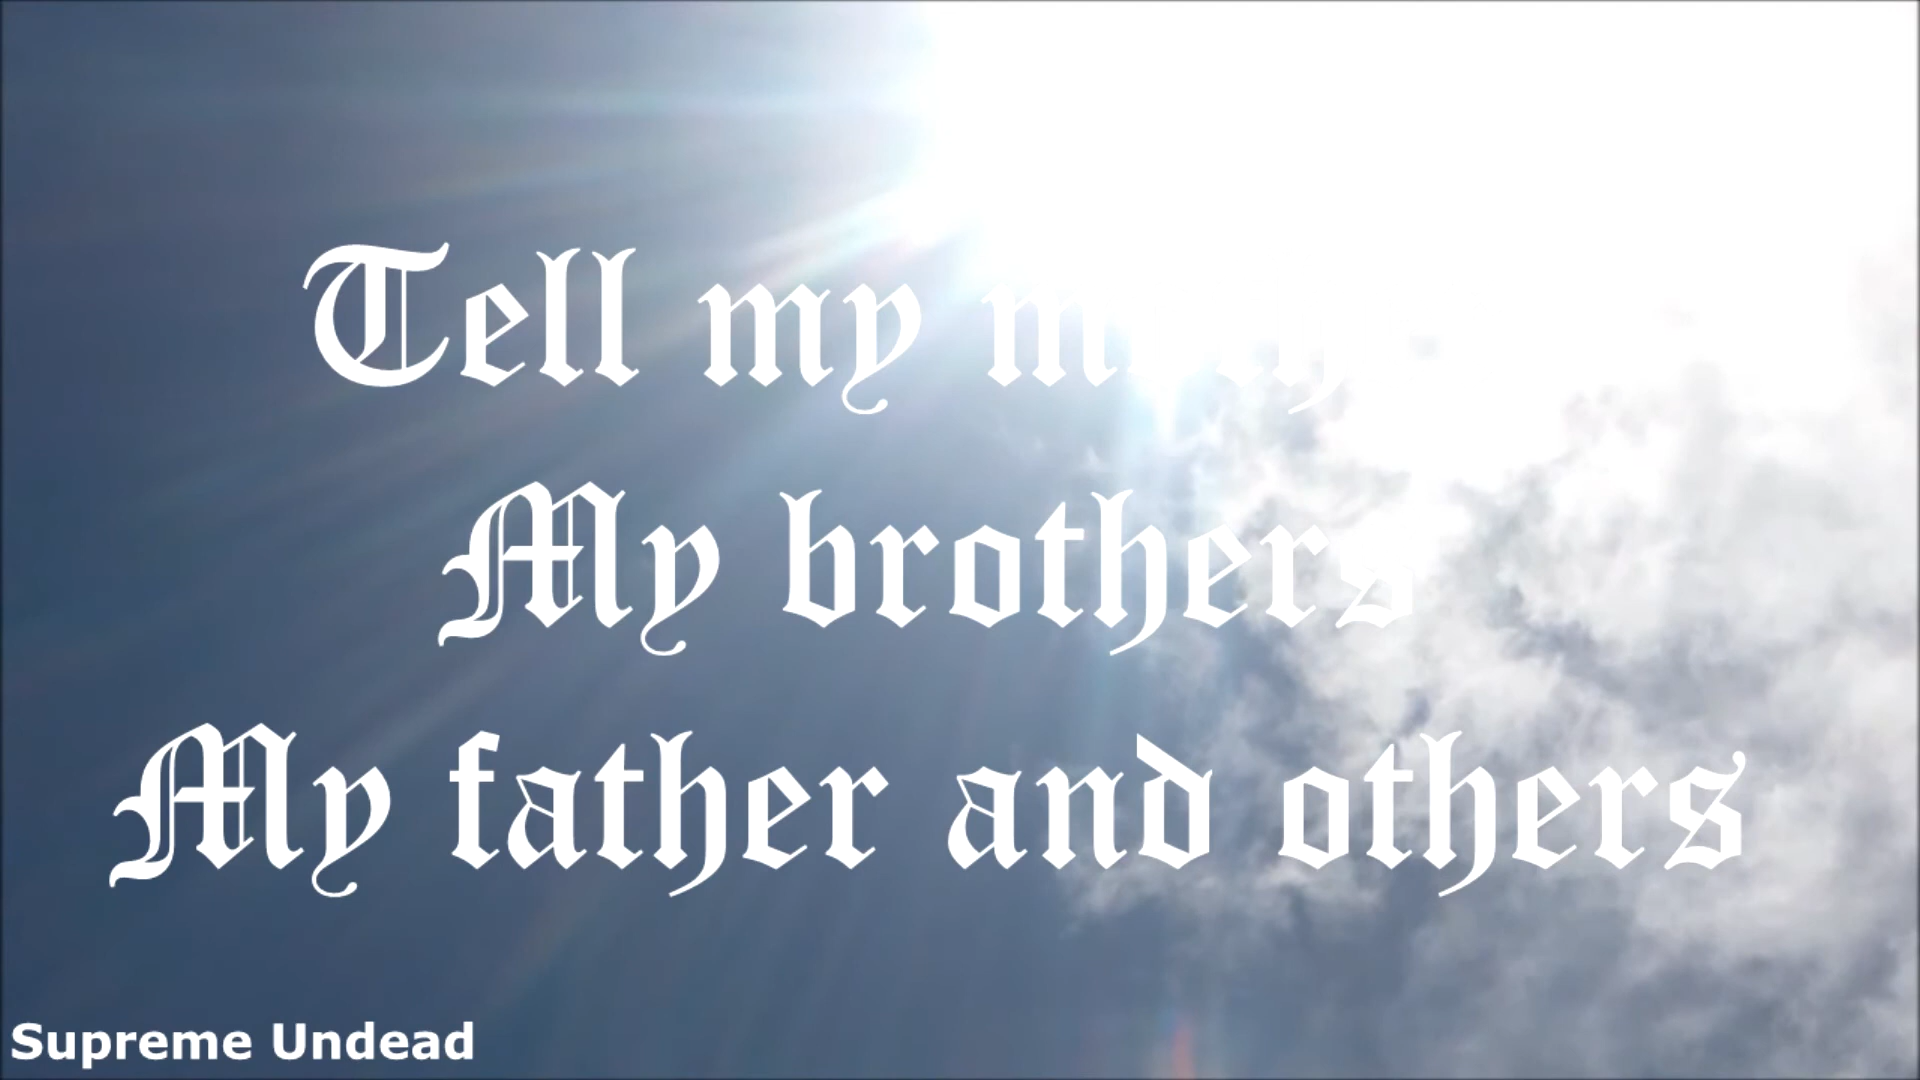 Tell my
My brothers
My father and others
Supreme Undead